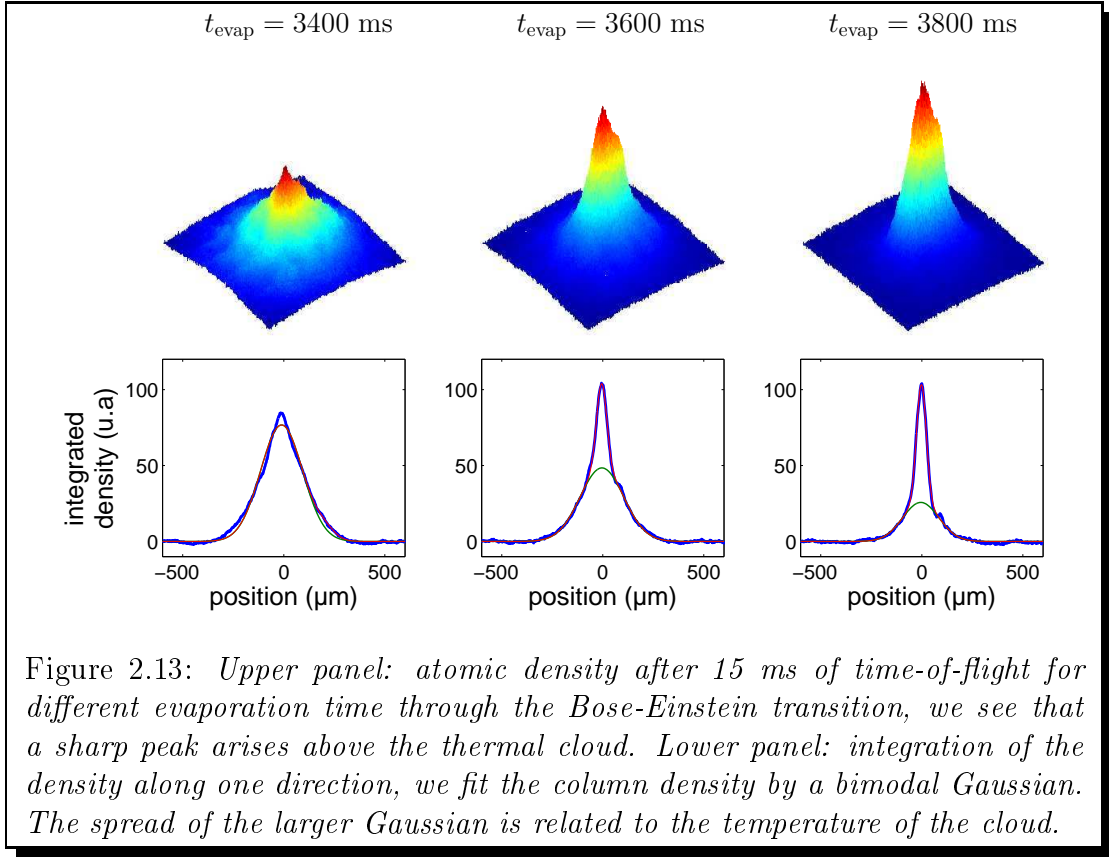 t_evap = 3400 ms
t_evap = 3600 ms
t_evap = 3800 ms
integrated
density (u.a)
100
50
0
−500 0 500
position (µm)
100
50
0
−500 0 500
position (µm)
100
50
0
−500 0 500
position (µm)
Figure 2.13: Upper panel: atomic density after 15 ms of time-of-flight for
different evaporation time through the Bose-Einstein transition, we see that
a sharp peak arises above the thermal cloud. Lower panel: integration of the
density along one direction, we fit the column density by a bimodal Gaussian.
The spread of the larger Gaussian is related to the temperature of the cloud.